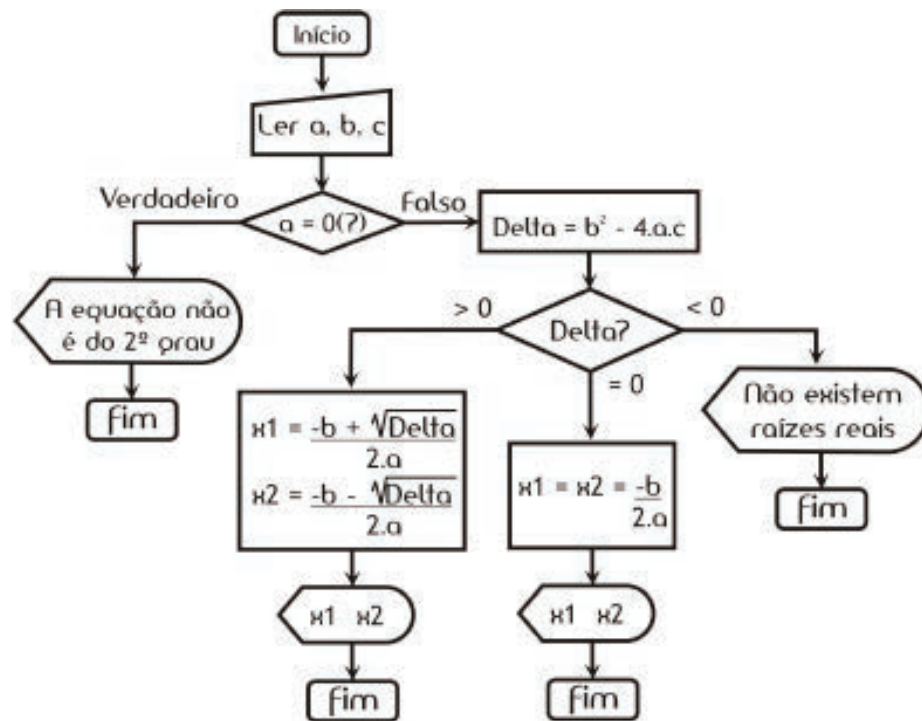 Início
Ler a, b, c
Verdadeiro
a = 0(?)
Falso
Delta = b² - 4.a.c
A equação não
é do 2º grau
fim
> 0
Delta?
< 0
= 0
Não existem
raízes reais
fim
x1 = -b + √Delta
2.a
x2 = -b - √Delta
2.a
x1 = x2 = -b
2.a
x1 x2
fim
x1 x2
fim